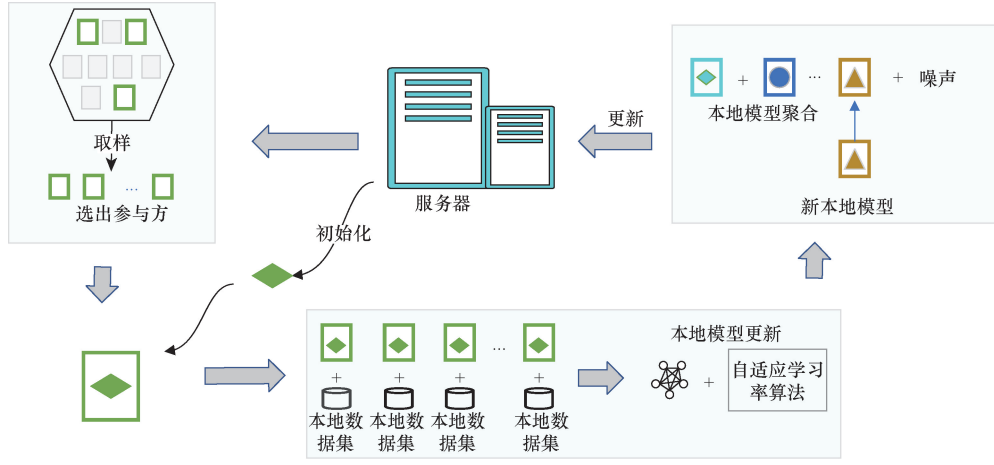 取样
...
选出参与方
服务器
初始化
更新
+
...
+
噪声
本地模型聚合
新本地模型
...
+
+
+
+
本地数
据集
本地数
据集
本地数
据集
本地数
据集
本地模型更新
+
自适应学习
率算法